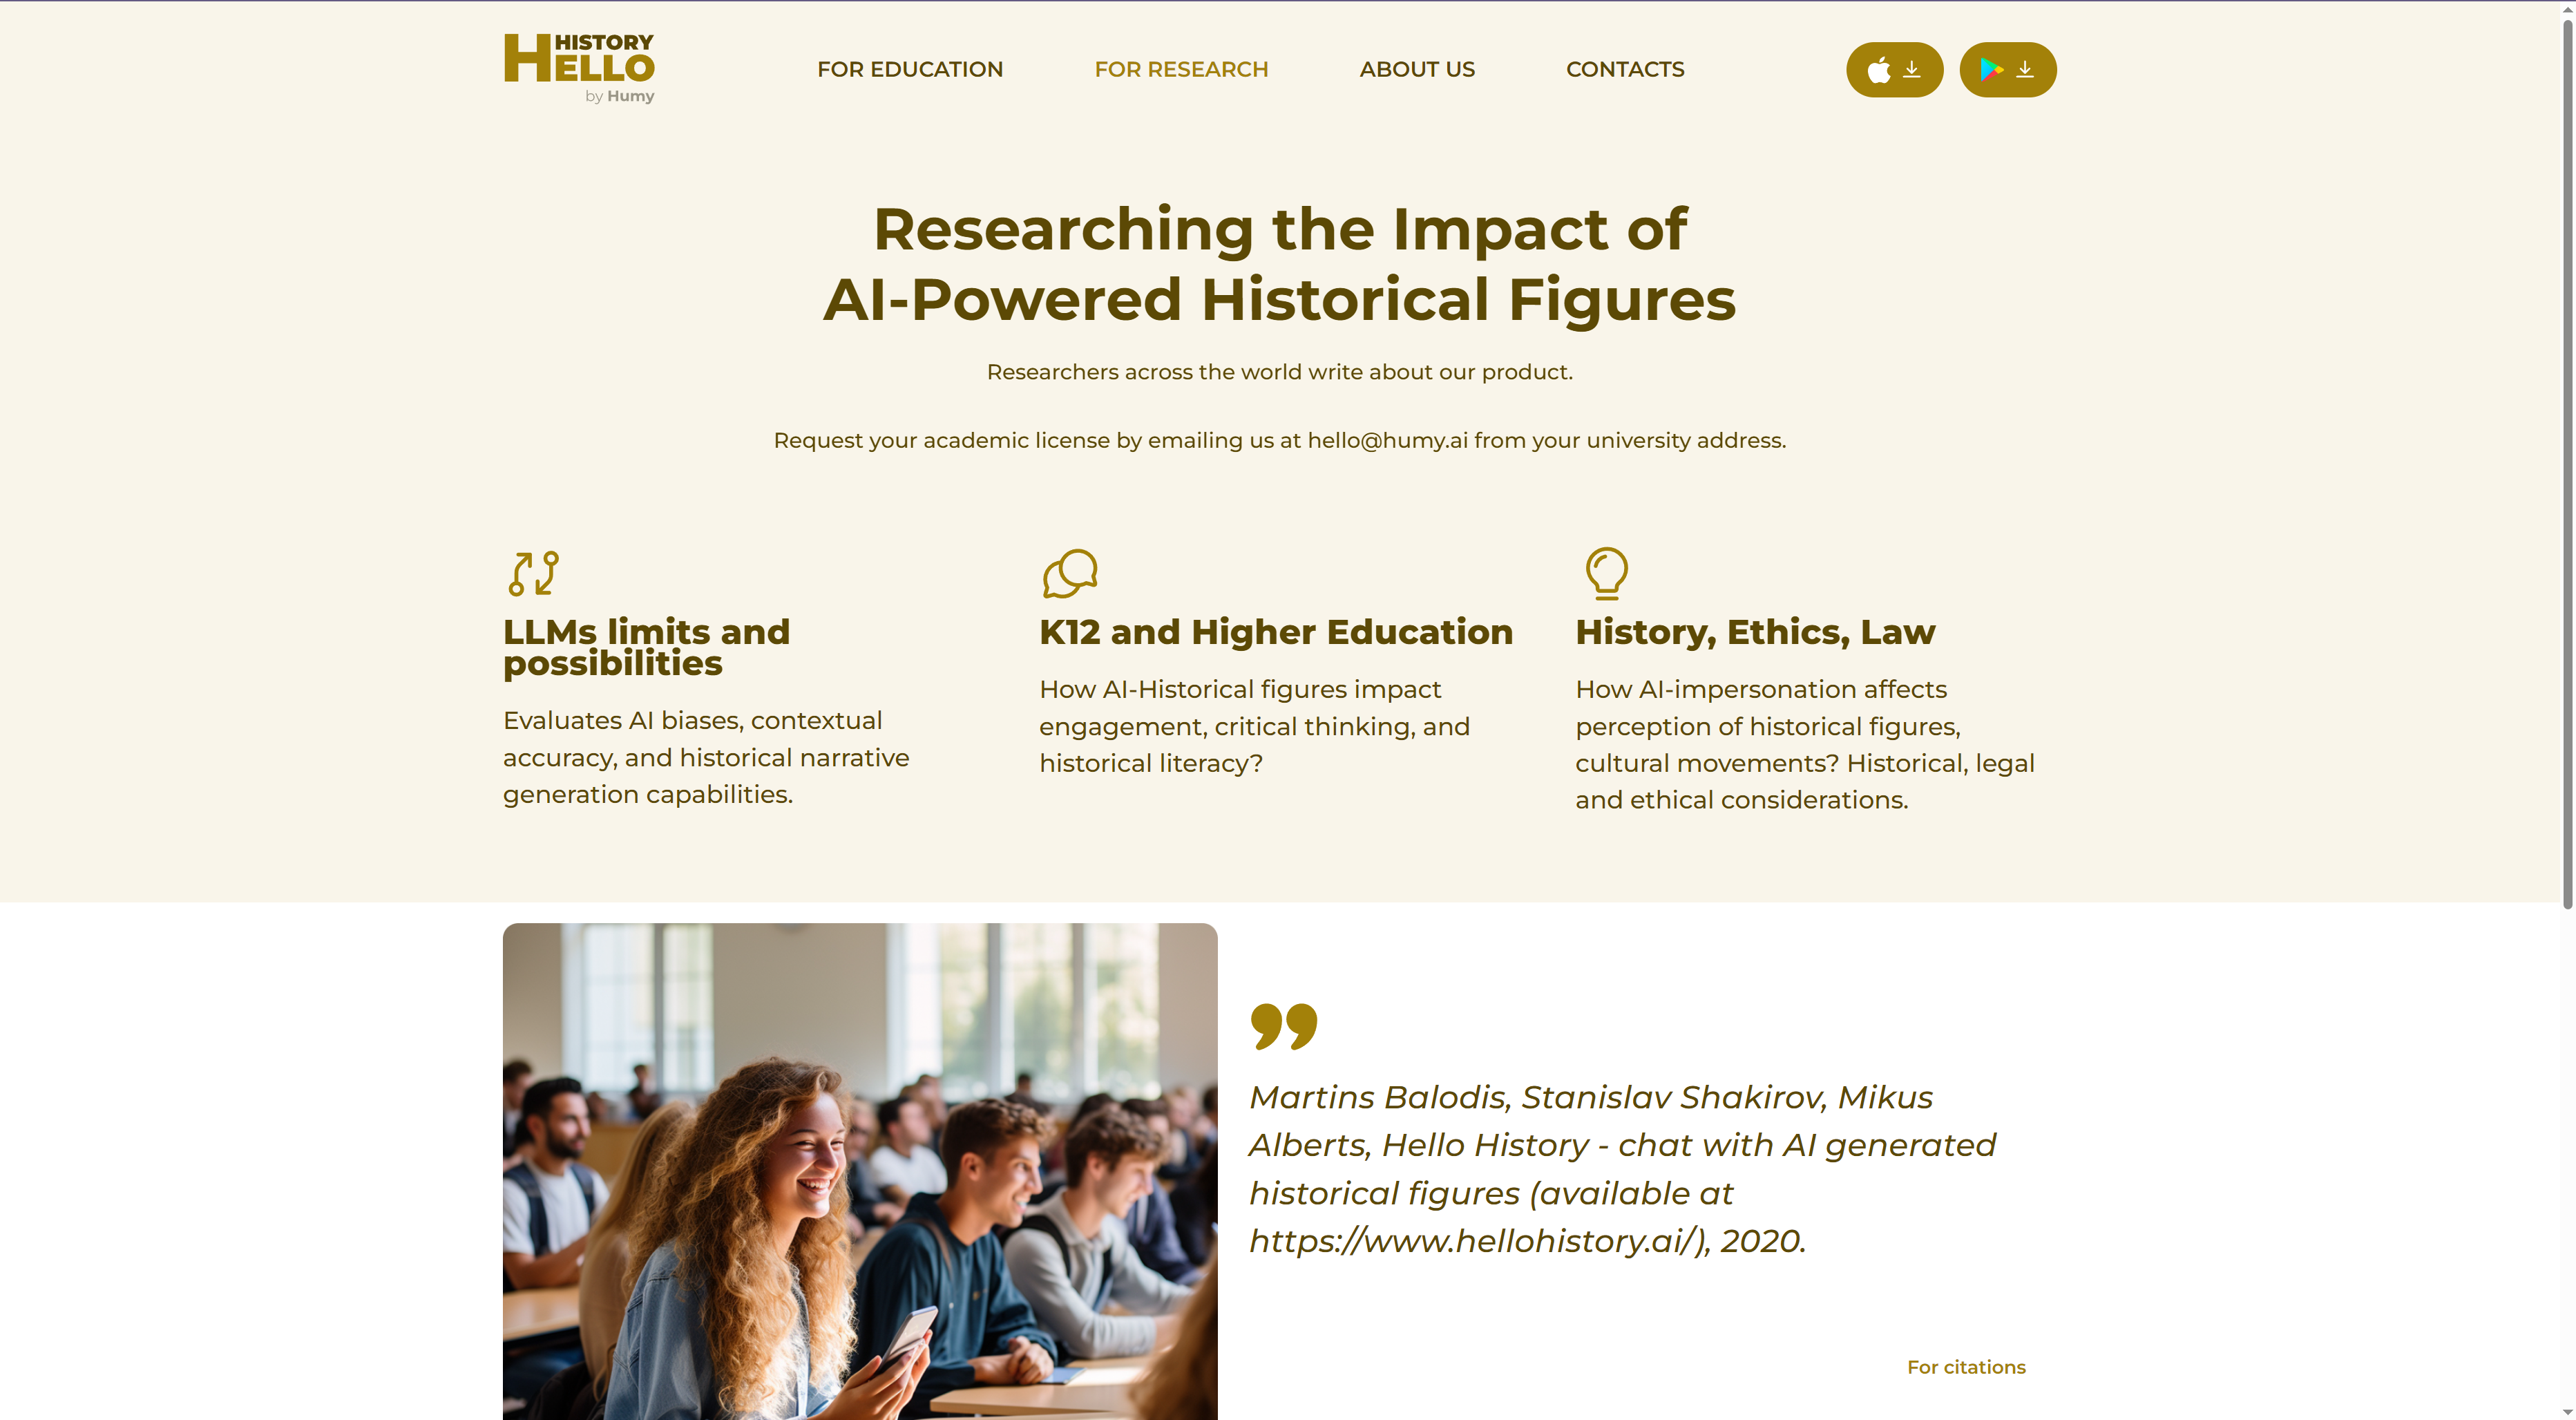 HISTORY
HELLO
by Humy
FOR EDUCATION
FOR RESEARCH
ABOUT US
CONTACTS
Researching the Impact of
AI-Powered Historical Figures
Researchers across the world write about our product.
Request your academic license by emailing us at hello@humy.ai from your university address.
LLMs limits and
possibilities
Evaluates AI biases, contextual
accuracy, and historical narrative
generation capabilities.
K12 and Higher Education
How AI-Historical figures impact
engagement, critical thinking, and
historical literacy?
History, Ethics, Law
How AI-impersonation affects
perception of historical figures,
cultural movements? Historical, legal
and ethical considerations.
Martins Balodis, Stanislav Shakirov, Mikus
Alberts, Hello History - chat with AI generated
historical figures (available at
https://www.hellohistory.ai/), 2020.
For citations